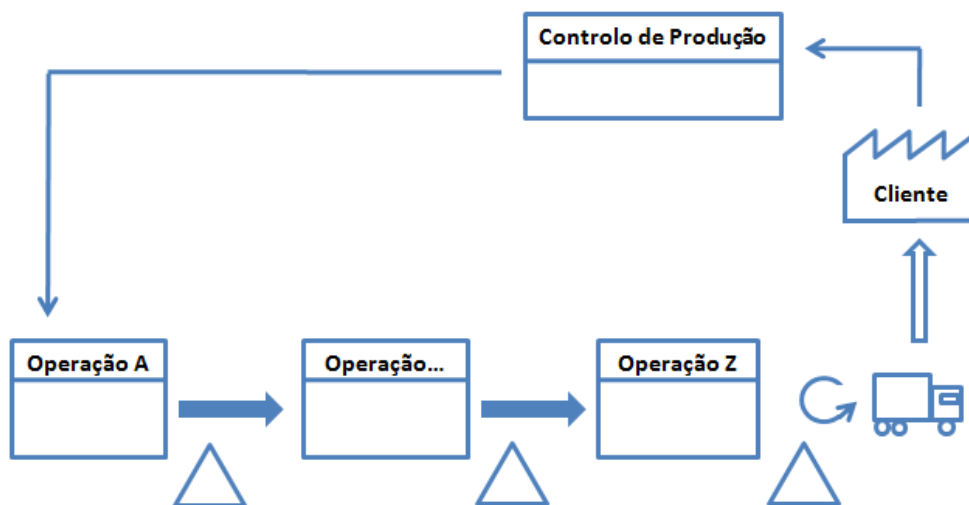 Controlo de Produção
Cliente
Operação A
Operação...
Operação Z